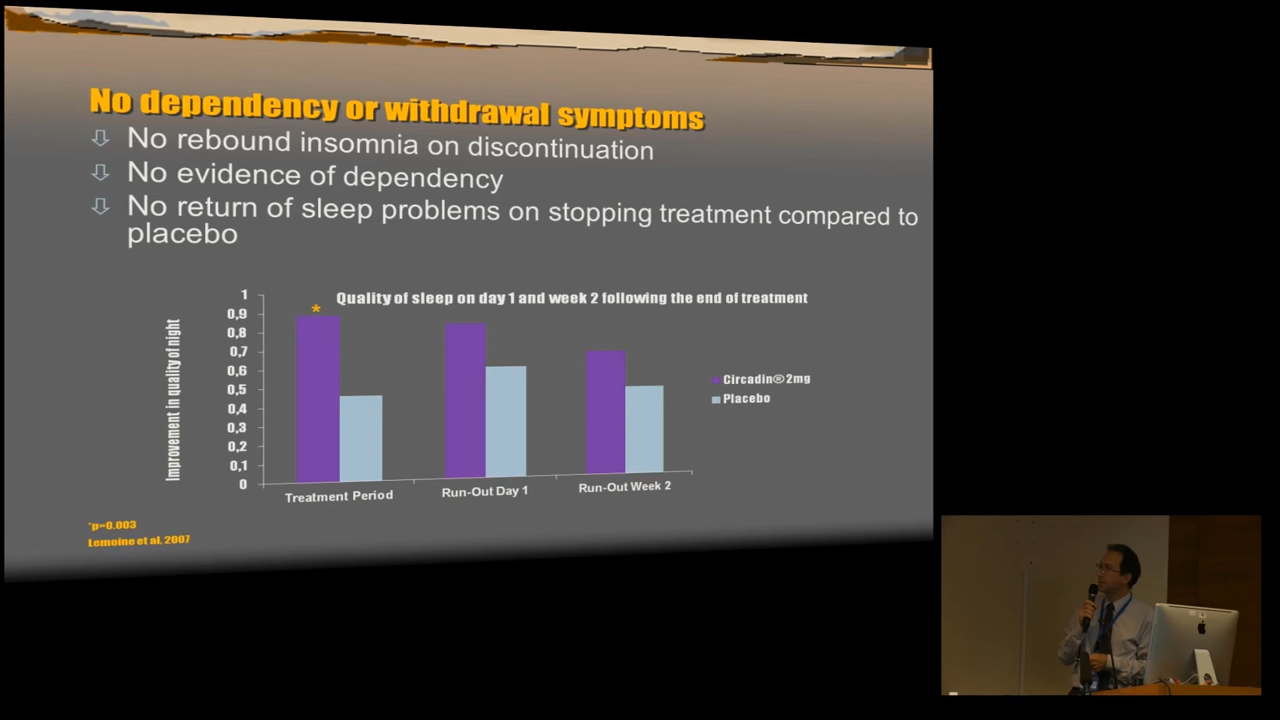 No dependency or withdrawal symptoms
No rebound insomnia on discontinuation
No evidence of dependency
No return of sleep problems on stopping treatment compared to
placebo
Quality of sleep on day 1 and week 2 following the end of treatment
Improvement in quality of night
1
0,9
0,8
0,7
0,6
0,5
0,4
0,3
0,2
0,1
0
*
Treatment Period
Run-Out Day 1
Run-Out Week 2
Circadin® 2mg
Placebo
*p=0.003
Lemoine et al. 2007